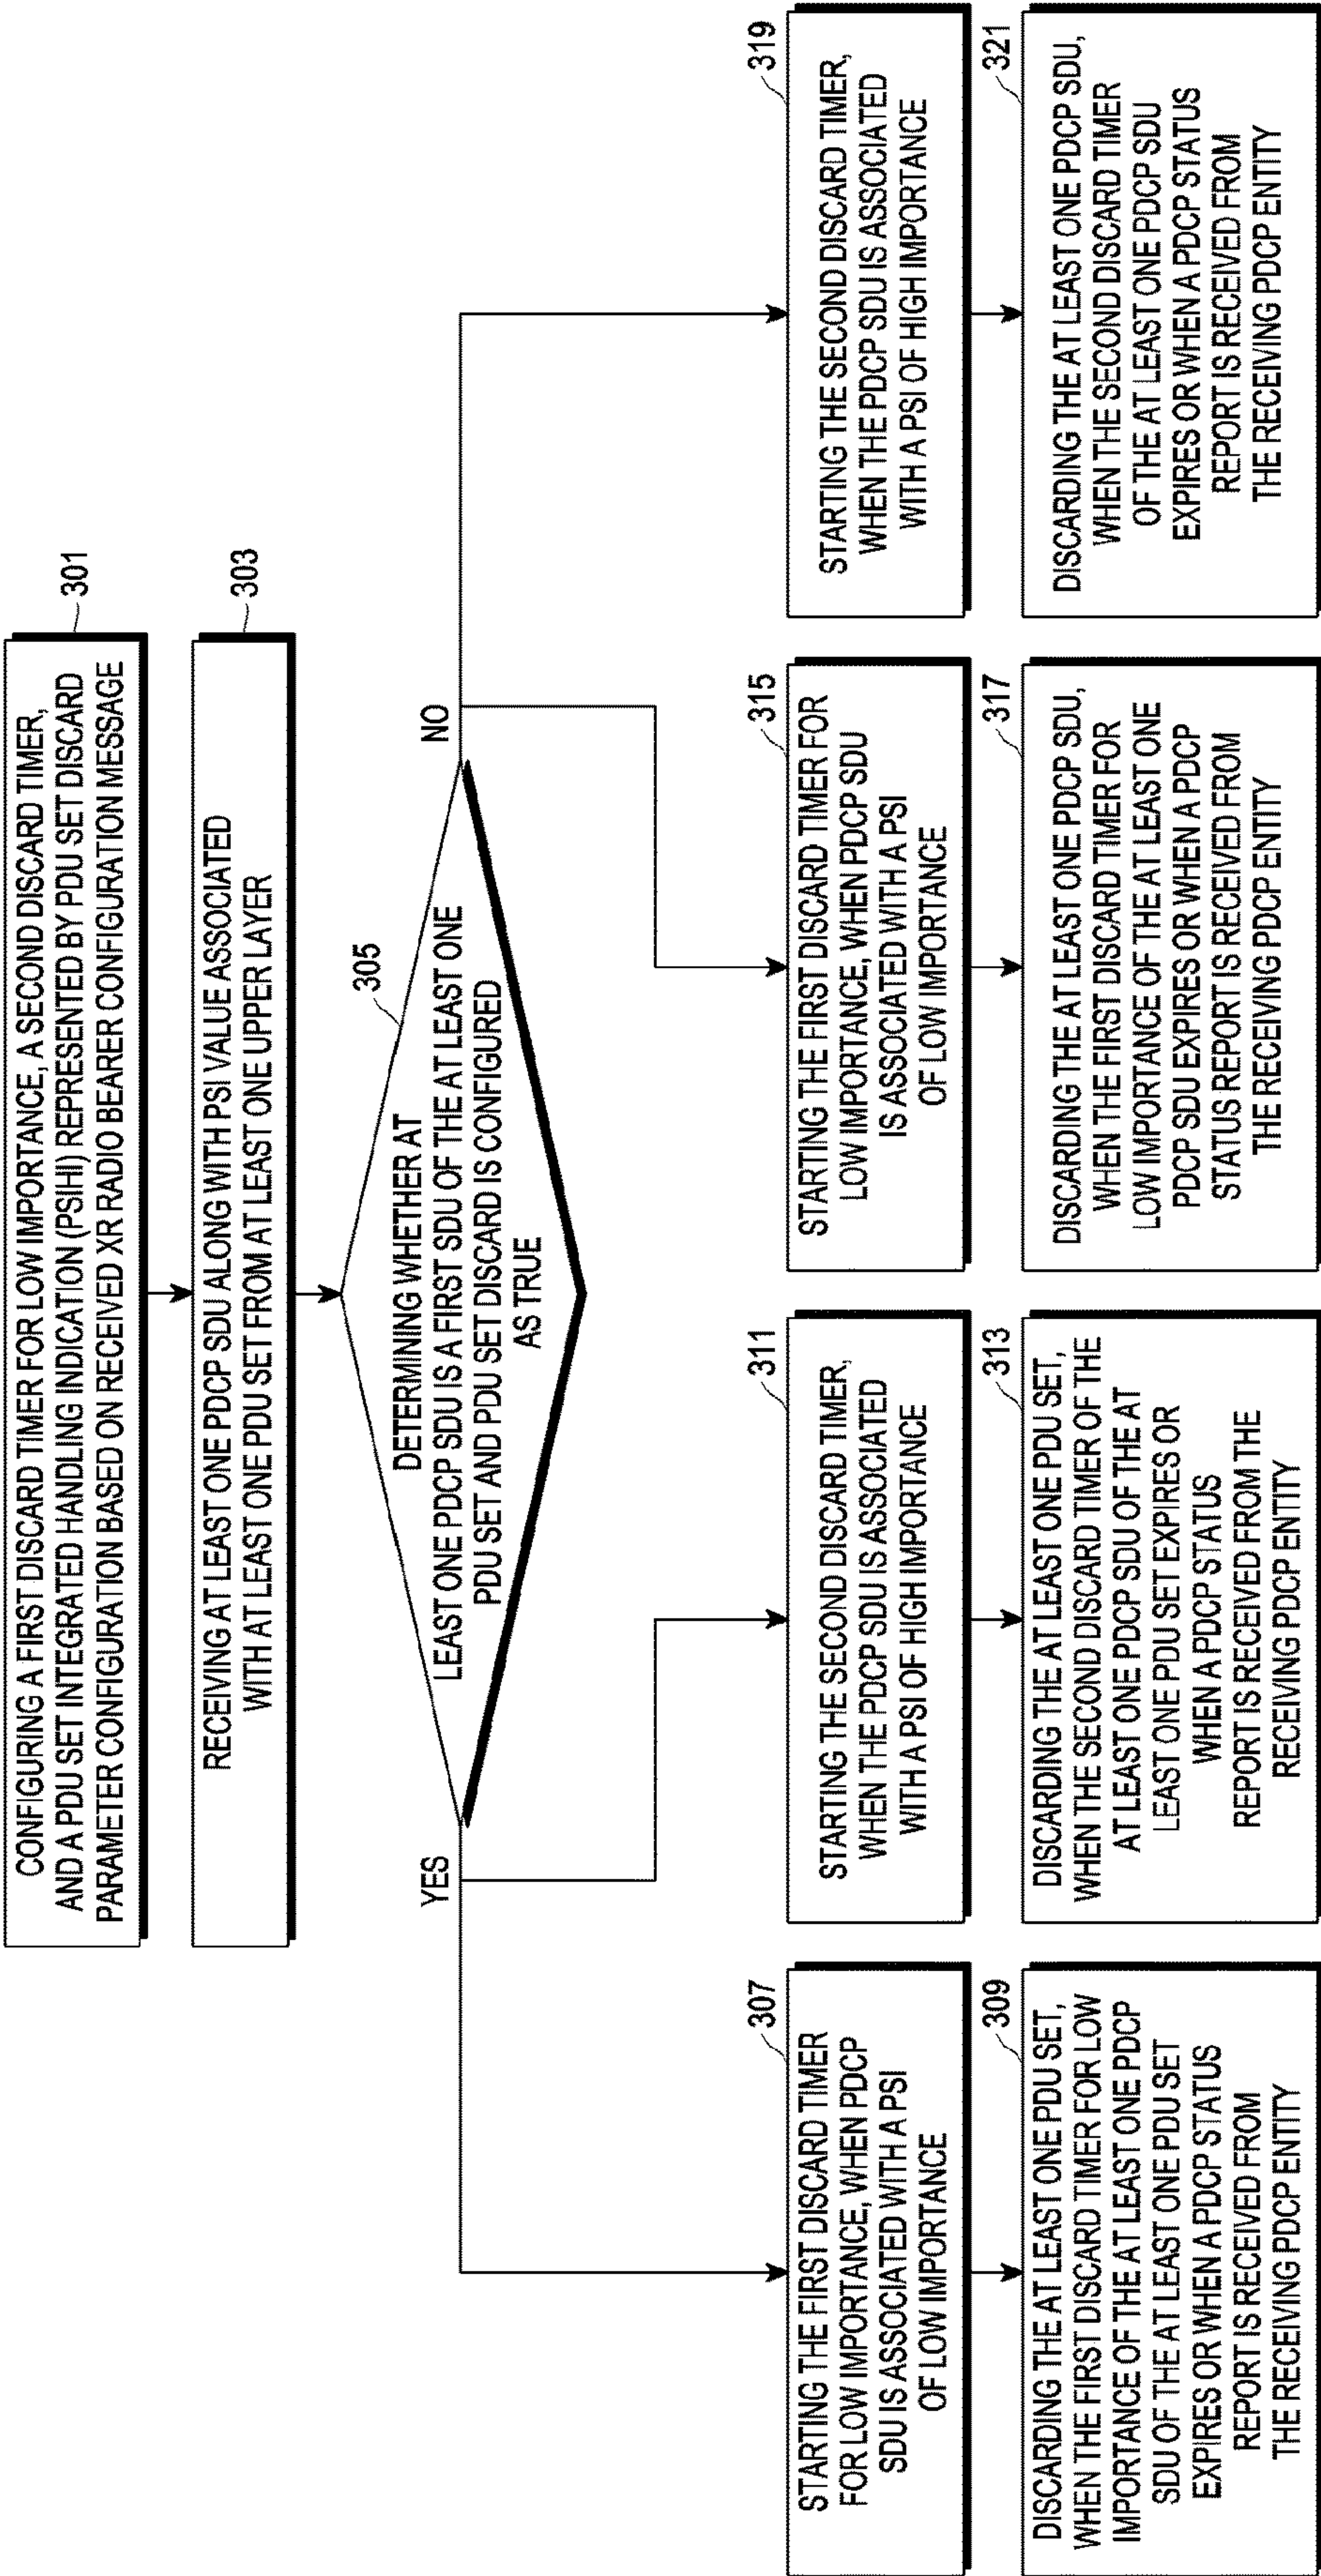 CONFIGURING A FIRST DISCARD TIMER FOR LOW IMPORTANCE, A SECOND DISCARD TIMER,
AND A PDU SET INTEGRATED HANDLING INDICATION (PSIHI) REPRESENTED BY PDU SET DISCARD
PARAMETER CONFIGURATION BASED ON RECEIVED XR RADIO BEARER CONFIGURATION MESSAGE
301
RECEIVING AT LEAST ONE PDCP SDU ALONG WITH PSI VALUE ASSOCIATED
WITH AT LEAST ONE PDU SET FROM AT LEAST ONE UPPER LAYER
303
305
DETERMINING WHETHER AT
LEAST ONE PDCP SDU IS A FIRST SDU OF THE AT LEAST ONE
PDU SET AND PDU SET DISCARD IS CONFIGURED
AS TRUE
YES
NO
307
STARTING THE FIRST DISCARD TIMER
FOR LOW IMPORTANCE, WHEN PDCP
SDU IS ASSOCIATED WITH A PSI
OF LOW IMPORTANCE
309
DISCARDING THE AT LEAST ONE PDU SET,
WHEN THE FIRST DISCARD TIMER FOR LOW
IMPORTANCE OF THE AT LEAST ONE PDCP
SDU OF THE AT LEAST ONE PDU SET
EXPIRES OR WHEN A PDCP STATUS
REPORT IS RECEIVED FROM
THE RECEIVING PDCP ENTITY
311
STARTING THE SECOND DISCARD TIMER,
WHEN THE PDCP SDU IS ASSOCIATED
WITH A PSI OF HIGH IMPORTANCE
313
DISCARDING THE AT LEAST ONE PDU SET,
WHEN THE SECOND DISCARD TIMER OF THE
AT LEAST ONE PDCP SDU OF THE AT
LEAST ONE PDU SET EXPIRES OR
WHEN A PDCP STATUS
REPORT IS RECEIVED FROM THE
RECEIVING PDCP ENTITY
315
STARTING THE FIRST DISCARD TIMER FOR
LOW IMPORTANCE, WHEN PDCP SDU
IS ASSOCIATED WITH A PSI
OF LOW IMPORTANCE
317
DISCARDING THE AT LEAST ONE PDCP SDU,
WHEN THE FIRST DISCARD TIMER FOR
LOW IMPORTANCE OF THE AT LEAST ONE
PDCP SDU EXPIRES OR WHEN A PDCP
STATUS REPORT IS RECEIVED FROM
THE RECEIVING PDCP ENTITY
319
STARTING THE SECOND DISCARD TIMER,
WHEN THE PDCP SDU IS ASSOCIATED
WITH A PSI OF HIGH IMPORTANCE
321
DISCARDING THE AT LEAST ONE PDCP SDU,
WHEN THE SECOND DISCARD TIMER
OF THE AT LEAST ONE PDCP SDU
EXPIRES OR WHEN A PDCP STATUS
REPORT IS RECEIVED FROM
THE RECEIVING PDCP ENTITY